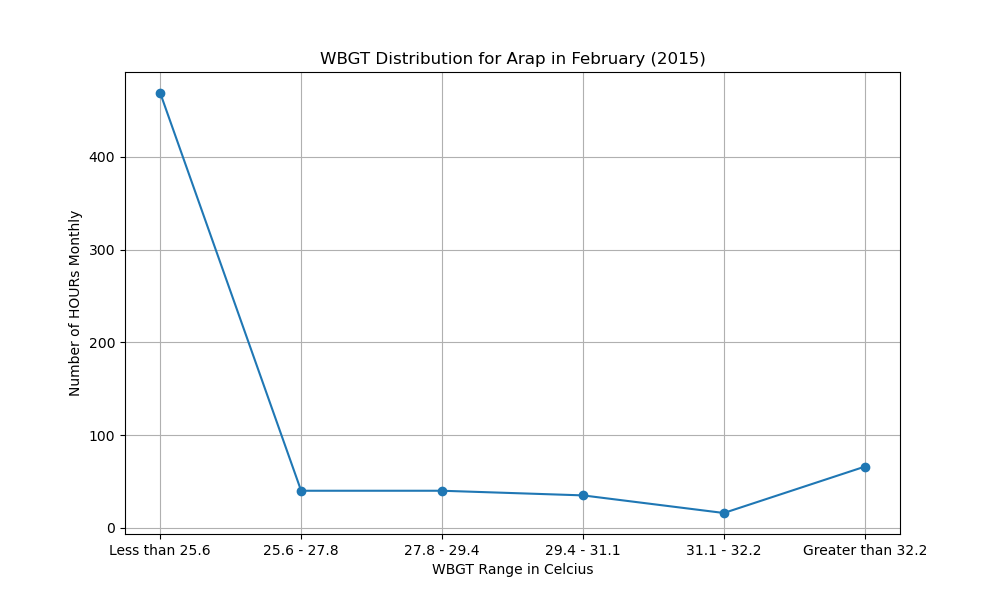 WBGT Distribution for Arap in February (2015)
Number of HOURs Monthly
400
300
200
100
0
Less than 25.6
25.6 - 27.8
27.8 - 29.4
29.4 - 31.1
31.1 - 32.2
Greater than 32.2
WBGT Range in Celcius